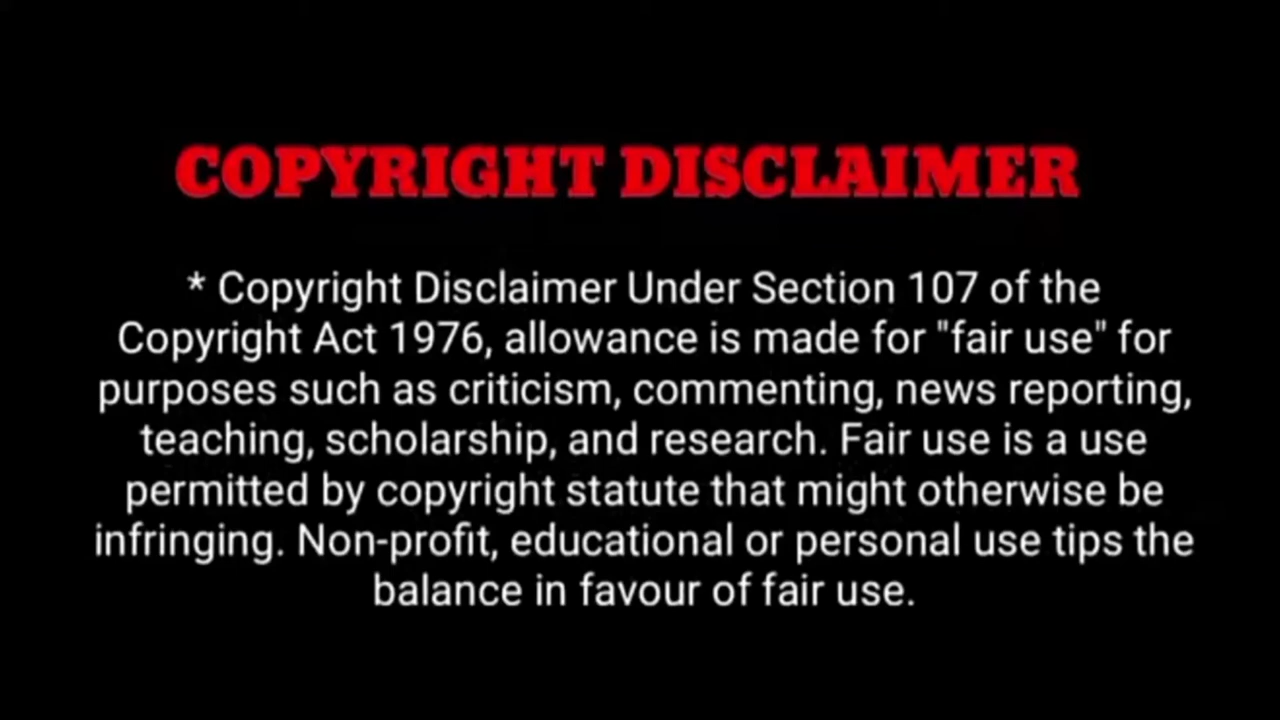 COPYRIGHT DISCLAIMER
* Copyright Disclaimer Under Section 107 of the
Copyright Act 1976, allowance is made for "fair use" for
purposes such as criticism, commenting, news reporting,
teaching, scholarship, and research. Fair use is a use
permitted by copyright statute that might otherwise be
infringing. Non-profit, educational or personal use tips the
balance in favour of fair use.